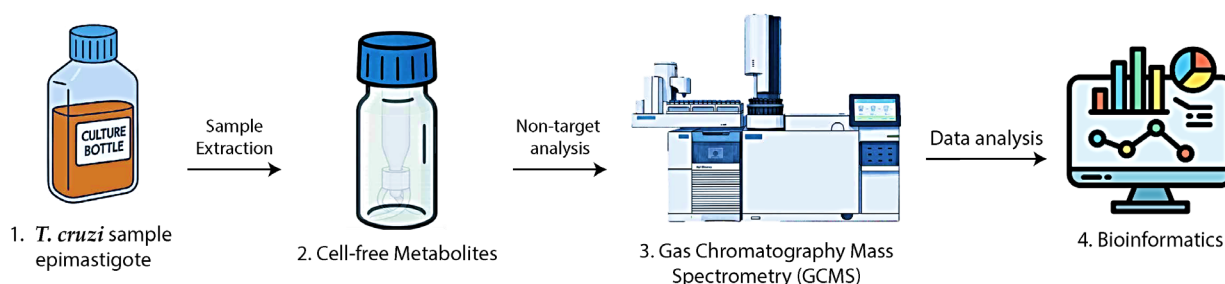 CULTURE
BOTTLE
Sample
Extraction
Non-target
analysis
Data analysis
1. T. cruzi sample
epimastigote
2. Cell-free Metabolites
3. Gas Chromatography Mass
Spectrometry (GCMS)
4. Bioinformatics